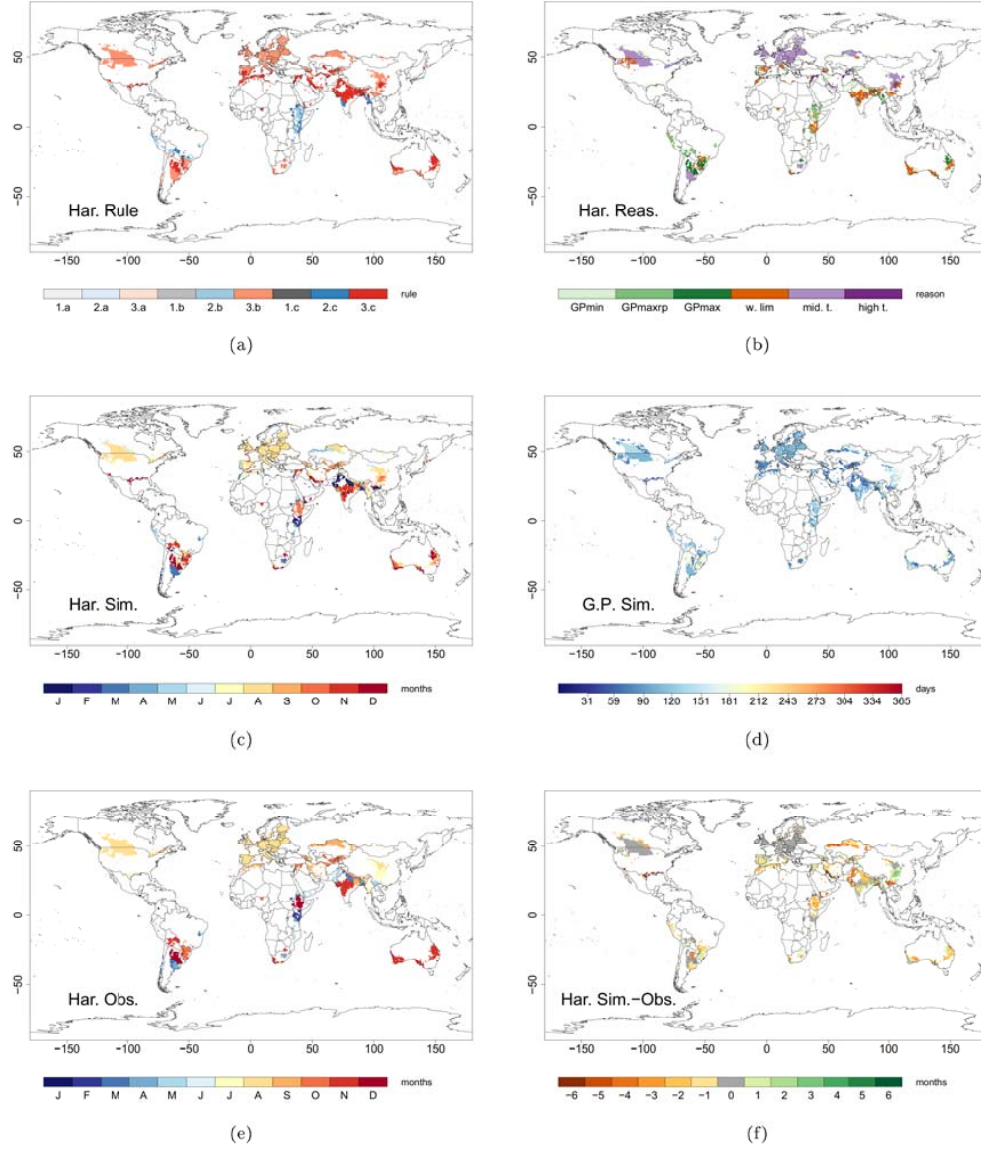 50
0
−50
Har. Rule
−150 −100 −50 0 50 100 150
rule
1.a 2.a 3.a 1.b 2.b 3.b 1.c 2.c 3.c
(a)
50
0
−50
Har. Reas.
−150 −100 −50 0 50 100 150
reason
GPmin GPmaxrp GPmax w. lim mid. t. high t.
(b)
50
0
−50
Har. Sim.
−150 −100 −50 0 50 100 150
months
J F M A M J J A S O N D
(c)
50
0
−50
G.P. Sim.
−150 −100 −50 0 50 100 150
days
31 59 90 120 151 181 212 243 273 304 334 365
(d)
50
0
−50
Har. Obs.
−150 −100 −50 0 50 100 150
months
J F M A M J J A S O N D
(e)
50
0
−50
Har. Sim.−Obs.
−150 −100 −50 0 50 100 150
months
−6 −5 −4 −3 −2 −1 0 1 2 3 4 5 6
(f)